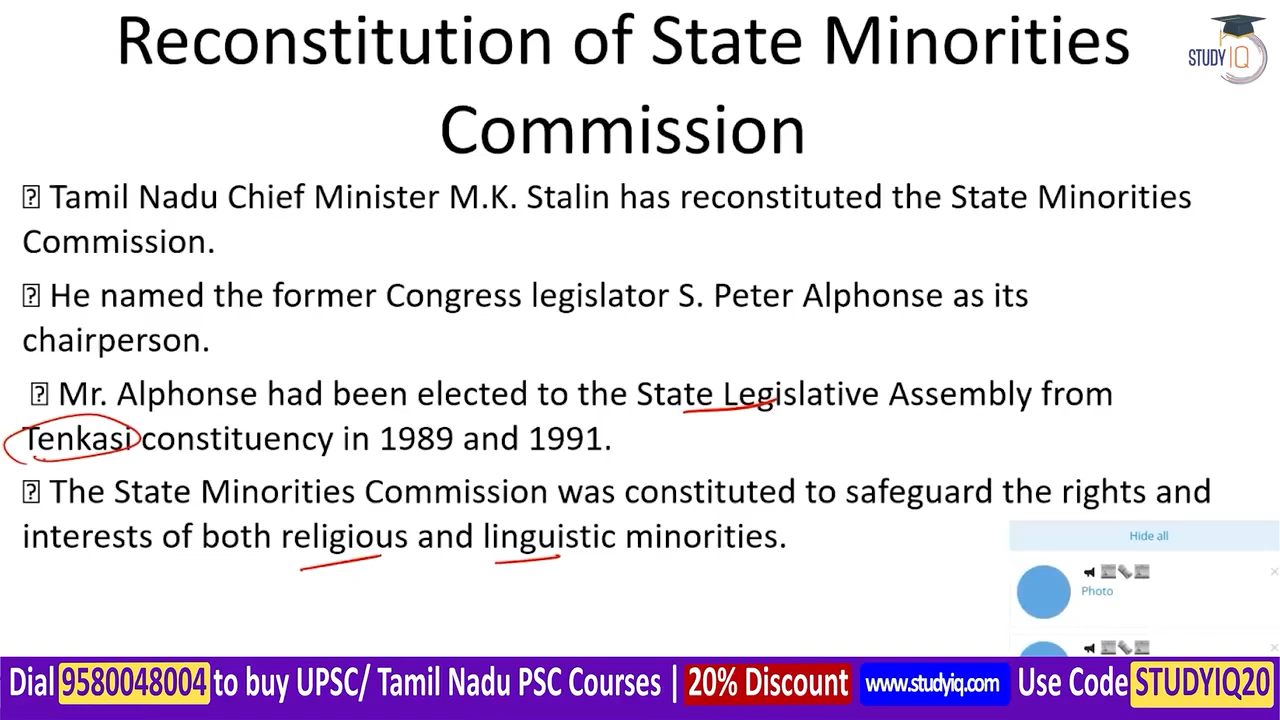 Reconstitution of State Minorities
STUDY IQ
Commission
Tamil Nadu Chief Minister M.K. Stalin has reconstituted the State Minorities
Commission.
He named the former Congress legislator S. Peter Alphonse as its
chairperson.
Mr. Alphonse had been elected to the State Legislative Assembly from
Tenkasi constituency in 1989 and 1991.
The State Minorities Commission was constituted to safeguard the rights and
interests of both religious and linguistic minorities.
Hide all
Photo
Dial 9580048004 to buy UPSC/ Tamil Nadu PSC Courses | 20% Discount www.studyiq.com Use Code STUDYIQ20